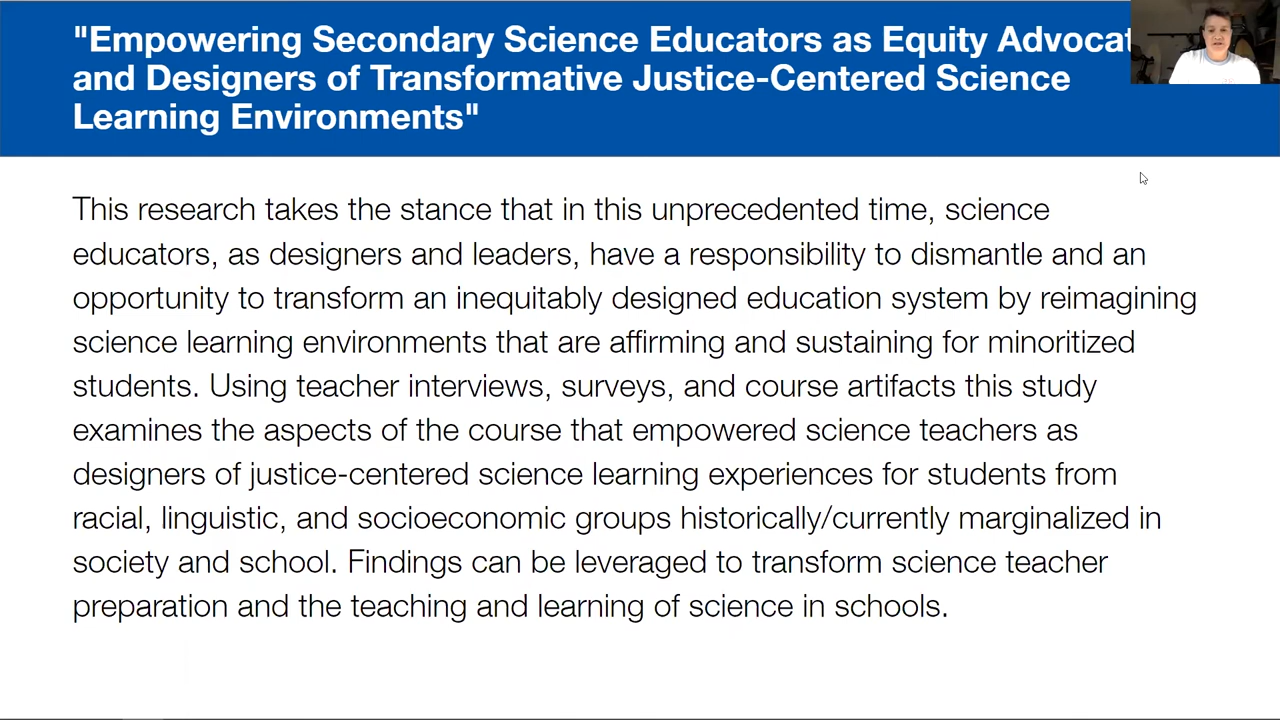 "Empowering Secondary Science Educators as Equity Advocat
and Designers of Transformative Justice-Centered Science
Learning Environments"
This research takes the stance that in this unprecedented time, science
educators, as designers and leaders, have a responsibility to dismantle and an
opportunity to transform an inequitably designed education system by reimagining
science learning environments that are affirming and sustaining for minoritized
students. Using teacher interviews, surveys, and course artifacts this study
examines the aspects of the course that empowered science teachers as
designers of justice-centered science learning experiences for students from
racial, linguistic, and socioeconomic groups historically/currently marginalized in
society and school. Findings can be leveraged to transform science teacher
preparation and the teaching and learning of science in schools.